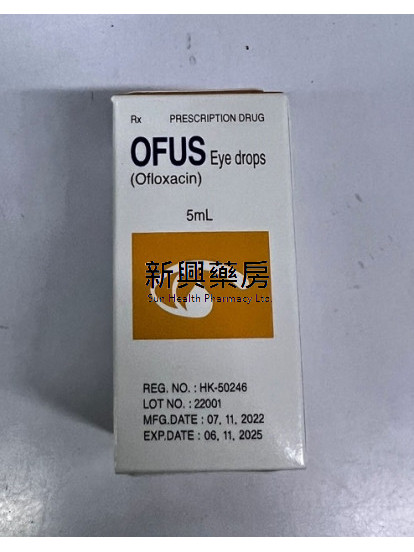 Rx PRESCRIPTION DRUG
OFUS Eye drops
(Ofloxacin)
5mL
新興藥房
Sun Health Pharmacy Ltd.
REG. NO. : HK-50246
LOT NO. : 22001
MFG.DATE : 07, 11, 2022
EXP.DATE : 06, 11, 2025